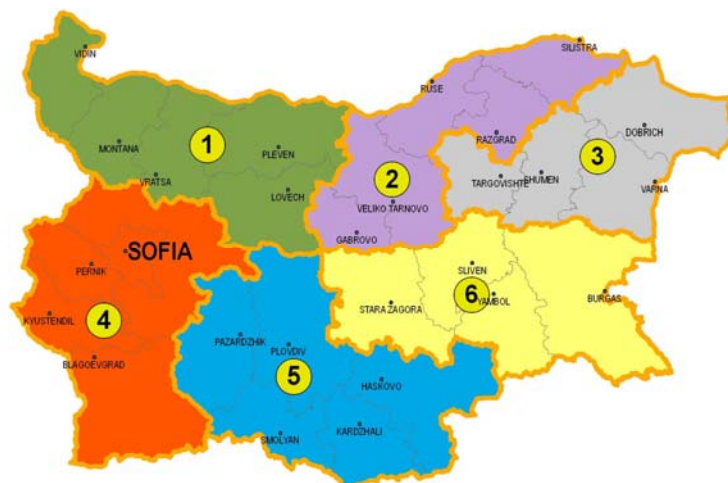 VIDIN
SILISTRA
RUSE
RAZGRAD
DOBRICH
MONTANA
1
PLEVEN
3
VRATSA
LOVECH
2
TARGOVISHTE
SHUMEN
VARNA
VELIKO TARNOVO
GABROVO
SOFIA
PERNIK
SLIVEN
6
YAMBOL
BURGAS
STARA ZAGORA
KYUSTENDIL
4
PAZARDZHIK
PLOVDIV
BLAGOEVGRAD
5
HASKOVO
SMOLYAN
KARDZHALI